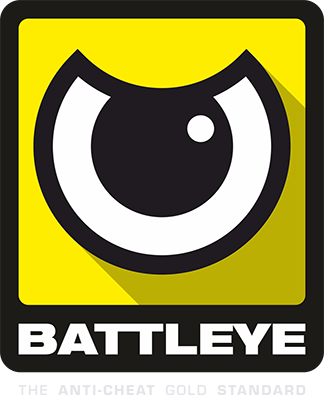 BATTLEYE
THE ANTI-CHEAT GOLD STANDARD